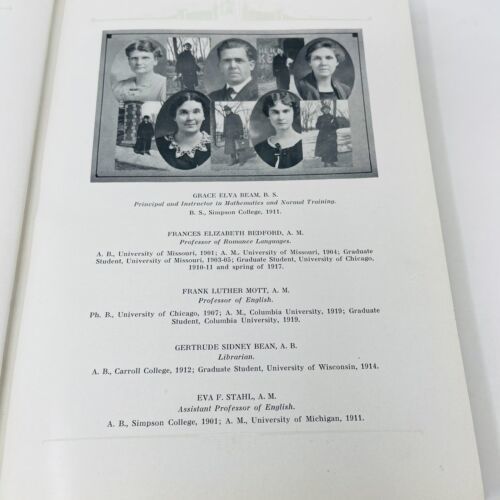 GRACE ELVA BEAM, B. S.
Principal and Instructor in Mathematics and Normal Training.
B. S., Simpson College, 1911.
FRANCES ELIZABETH BEDFORD, A. M.
Professor of Romance Languages.
A. B., University of Missouri, 1901; A. M., University of Missouri, 1904; Graduate
Student, University of Missouri, 1903-05; Graduate Student, University of Chicago,
1910-11 and spring of 1917.
FRANK LUTHER MOTT, A. M.
Professor of English.
Ph. B., University of Chicago, 1907; A. M., Columbia University, 1919; Graduate
Student, Columbia University, 1919.
GERTRUDE SIDNEY BEAN, A. B.
Librarian.
A. B., Carroll College, 1912; Graduate Student, University of Wisconsin, 1914.
EVA F. STAHL, A. M.
Assistant Professor of English.
A. B., Simpson College, 1901; A. M., University of Michigan, 1911.